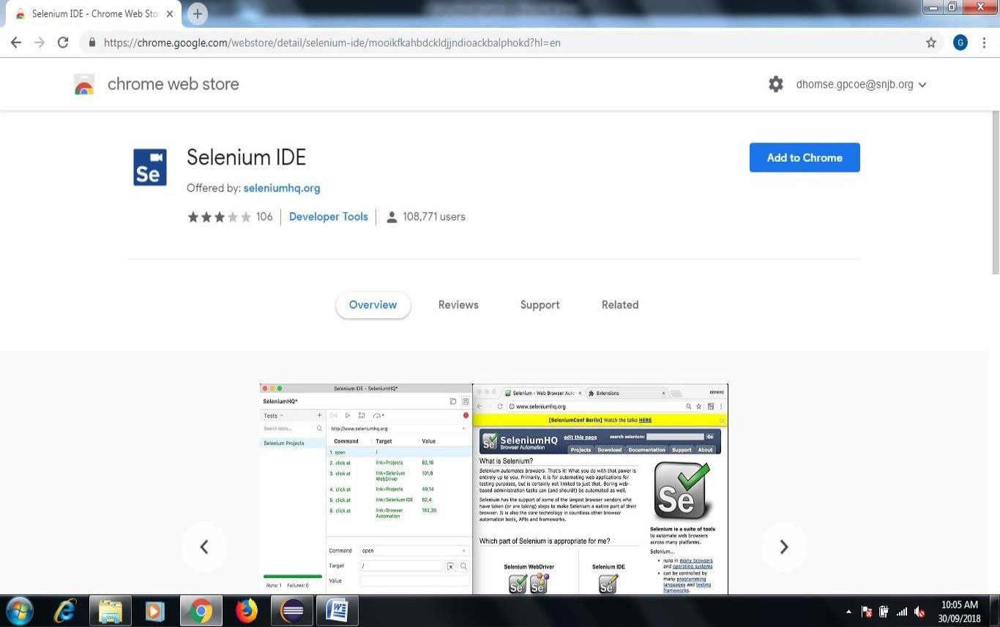 Selenium IDE - Chrome Web Sto
https://chrome.google.com/webstore/detail/selenium-ide/mooikfkahbdckldjjndioackbalphokd?hl=en
G
chrome web store
dhomse.gpcoe@snjb.org
Se
Selenium IDE
Add to Chrome
Offered by: seleniumhq.org
106 Developer Tools 108,771 users
Overview Reviews Support Related
Selenium IDE - SeleniumHQ*
SeleniumHQ*
Tests
Search tests...
Selenium Projects
http://www.seleniumhq.org
Command Target Value
1. open /
2. click at link=Projects 62,16
3. click at link=Selenium WebDriver 101,8
4. click at link=Projects 49,14
5. click at link=Selenium IDE 82,4
6. click at link=Browser Automation 182,30
Command open
Target /
Value
Runs: 1 Failures: 0
Selenium - Web Browser Auto
Extensions
www.seleniumhq.org
[SeleniumConf Berlin] Watch the talks HERE
SeleniumHQ
Browser Automation
edit this page
search selenium:
Go
Projects Download Documentation Support About
What is Selenium?
Selenium automates browsers. That's it! What you do with that power is
entirely up to you. Primarily, it is for automating web applications for
testing purposes, but is certainly not limited to just that. Boring web-
based administration tasks can (and should!) be automated as well.
Selenium has the support of some of the largest browser vendors who
have taken (or are taking) steps to make Selenium a native part of their
browser. It is also the core technology in countless other browser
automation tools, APIs and frameworks.
Which part of Selenium is appropriate for me?
Selenium WebDriver
Selenium IDE
Se
Se
Se
Se
Selenium is a suite of tools
to automate web browsers
across many platforms.
Selenium...
runs in many browsers
and operating systems
can be controlled by
many programming
languages and testing
frameworks.
10:05 AM
30/09/2018